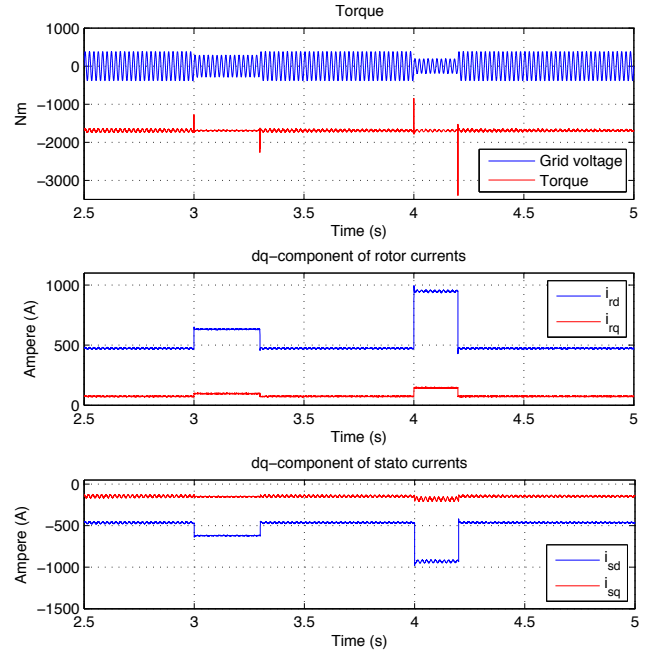 Torque
1000
0
−1000
−2000
−3000
Nm
Grid voltage
Torque
2.5 3 3.5 4 4.5 5
Time (s)
dq−component of rotor currents
1000
500
0
Ampere (A)
i_rd
i_rq
2.5 3 3.5 4 4.5 5
Time (s)
dq−component of stato currents
0
−500
−1000
−1500
Ampere (A)
i_sd
i_sq
2.5 3 3.5 4 4.5 5
Time (s)